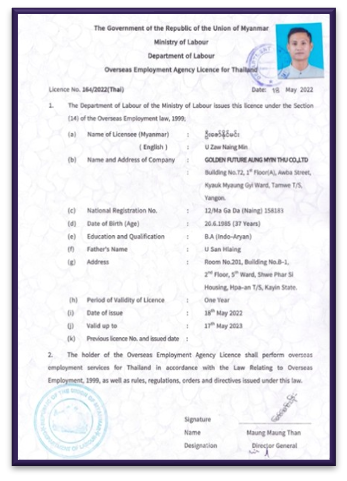 The Government of the Republic of the Union of Myanmar
Ministry of Labour
Department of Labour
Overseas Employment Agency Licence for Thailand
Licence No. 164/2022(Thai) Date: 18 May 2022
1. The Department of Labour of the Ministry of Labour issues this licence under the Section
(14) of the Overseas Employment law, 1999;
(a) Name of Licensee (Myanmar) :
( English ) : U Zaw Naing Min
(b) Name and Address of Company : GOLDEN FUTURE AUNG MYIN THU CO.,LTD
Building No.72, 1st Floor(A), Awba Street,
Kyauk Myaung Gyi Ward, Tamwe T/S,
Yangon.
(c) National Registration No. : 12/Ma Ga Da (Naing)
(d) Date of Birth (Age) : 20.6.1985 (37 Years)
(e) Education and Qualification : B.A (Indo-Aryan)
(f) Father's Name : U San Hlaing
(g) Address : Room No.201, Building No.B-1,
2nd Floor, 5th Ward, Shwe Phar Si
Housing, Hpa-an T/S, Kayin State.
(h) Period of Validity of Licence : One Year
(i) Date of issue : 18th May 2022
(j) Valid up to : 17th May 2023
(k) Previous licence No. and issued date :
2. The holder of the Overseas Employment Agency Licence shall perform overseas
employment services for Thailand in accordance with the Law Relating to Overseas
Employment, 1999, as well as rules, regulations, orders and directives issued under this law.
Signature
Name Maung Maung Than
Designation Director General